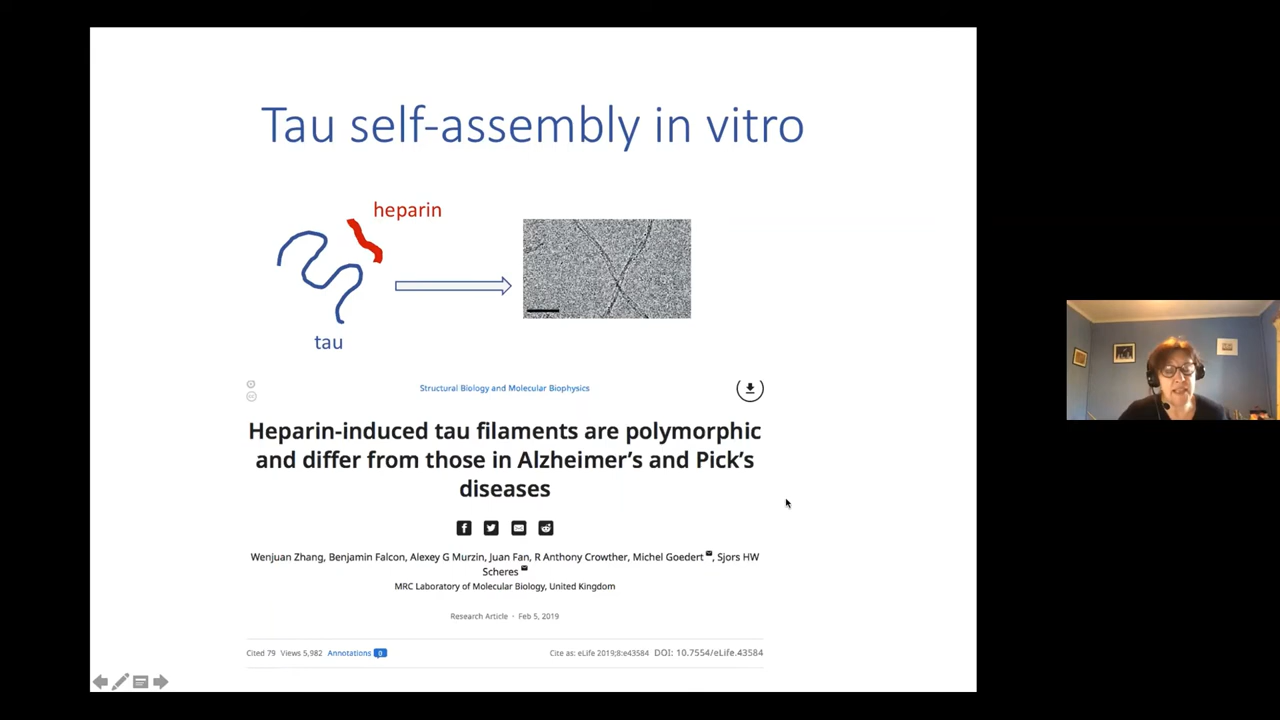 Tau self-assembly in vitro
heparin
tau
Structural Biology and Molecular Biophysics
Heparin-induced tau filaments are polymorphic
and differ from those in Alzheimer’s and Pick’s
diseases
Wenjuan Zhang, Benjamin Falcon, Alexey G Murzin, Juan Fan, R Anthony Crowther, Michel Goedert, Sjors HW
Scheres
MRC Laboratory of Molecular Biology, United Kingdom
Research Article · Feb 5, 2019
Cited 79 Views 5,982 Annotations 0 Cite as: eLife 2019;8:e43584 DOI: 10.7554/eLife.43584